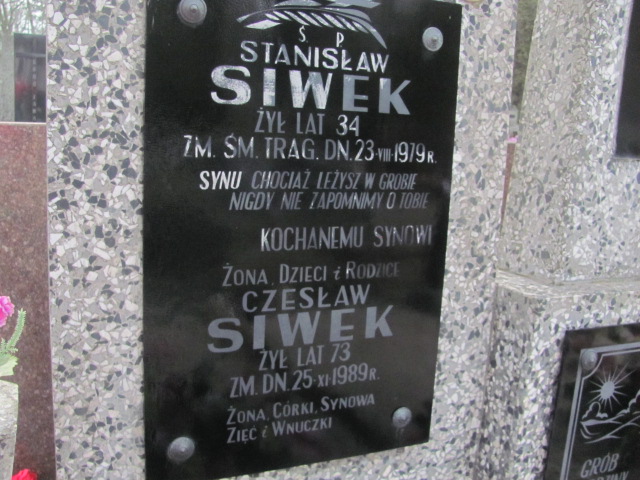 Ś P
STANISŁAW
SIWEK
ŻYŁ LAT 34
ZM. ŚM. TRAG. DN. 23-VIII-1979 R.
SYNU CHOCIAŻ LEŻYSZ W GROBIE
NIGDY NIE ZAPOMNIMY O TOBIE
KOCHANEMU SYNOWI
ŻONA, DZIECI i RODZICE
CZESŁAW
SIWEK
ŻYŁ LAT 73
ZM. DN. 25-XI-1989 R.
ŻONA, CÓRKI, SYNOWA
ZIĘĆ i WNUCZKI
GRÓB